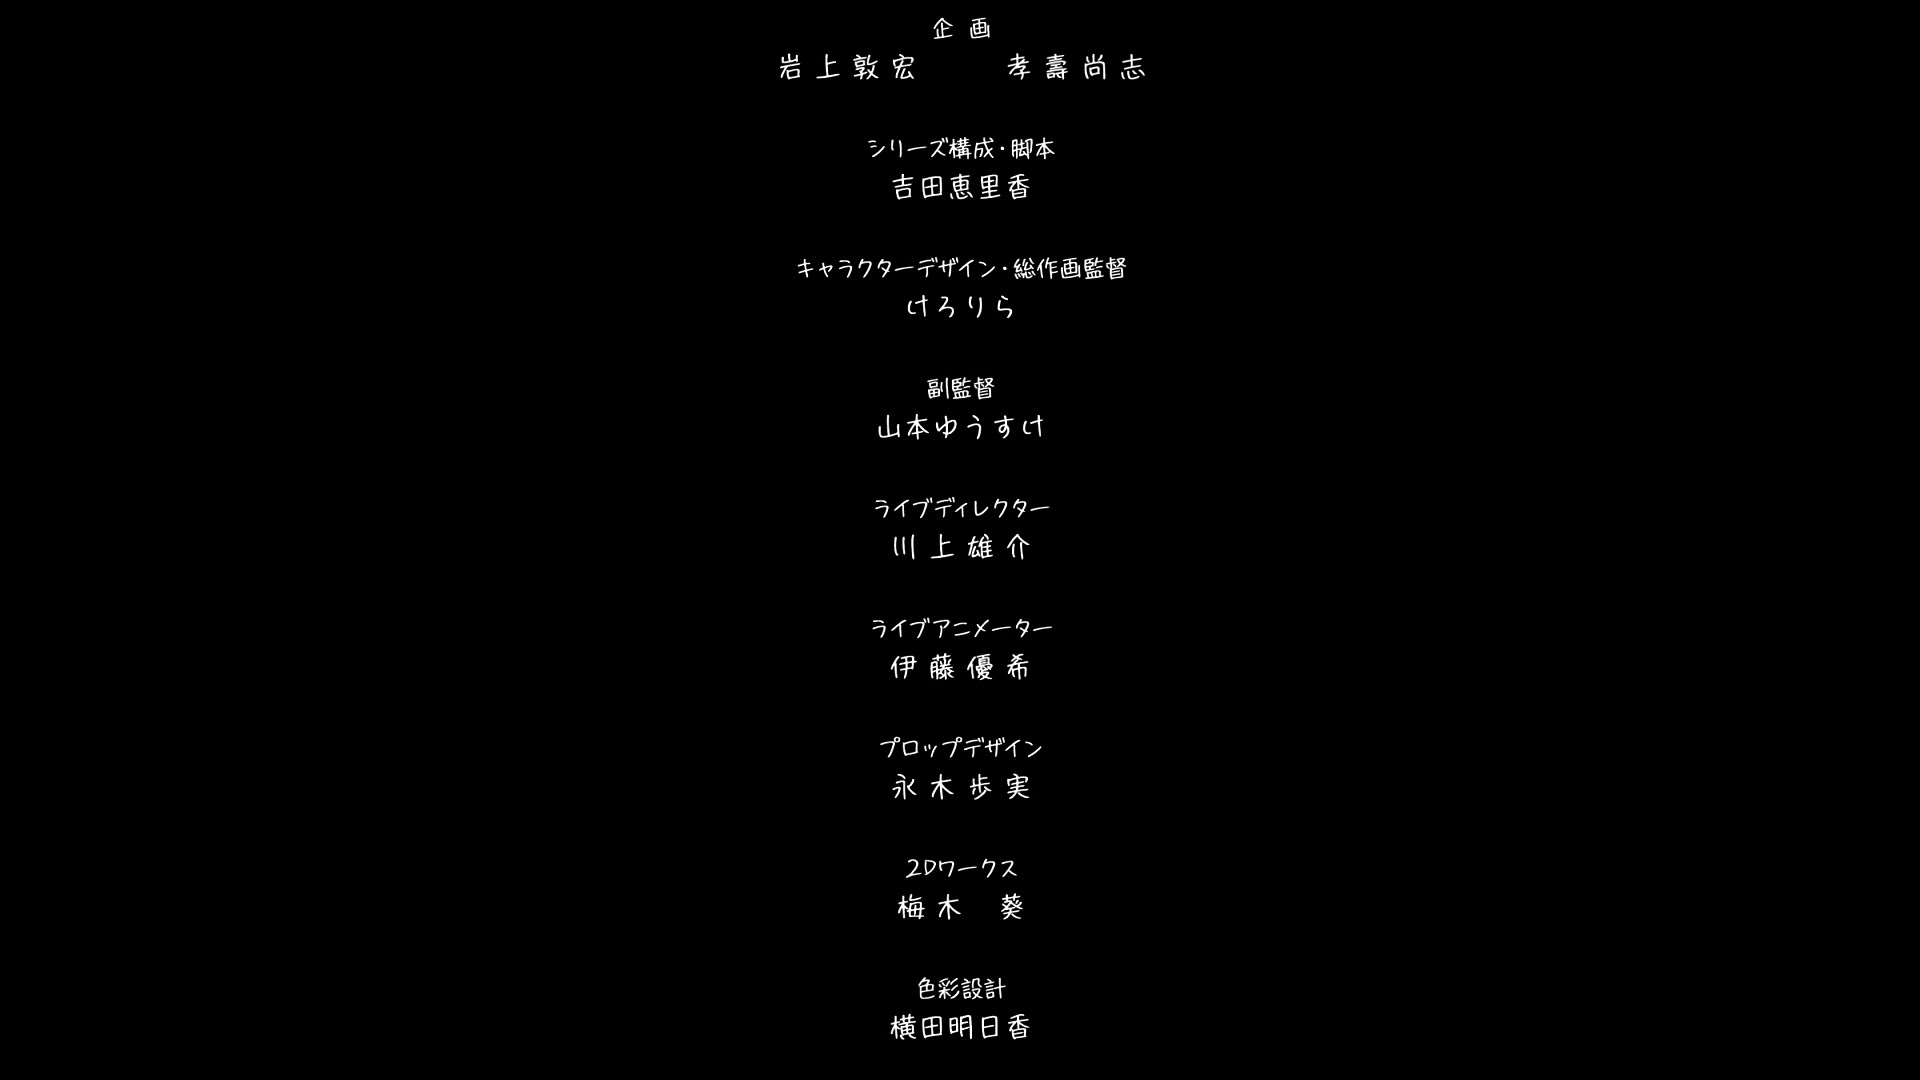 企画
岩上敦宏　　孝壽尚志
シリーズ構成・脚本
吉田恵里香
キャラクターデザイン・総作画監督
けろりら
副監督
山本ゆうすけ
ライブディレクター
川上雄介
ライブアニメーター
伊藤優希
プロップデザイン
永木歩実
2Dワークス
梅木　葵
色彩設計
横田明日香